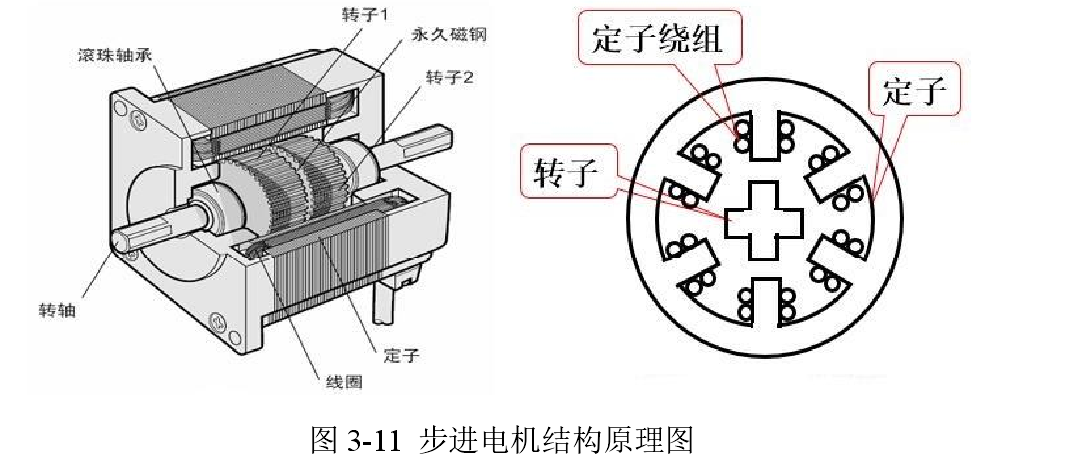 转子1
永久磁钢
滚珠轴承
转子2
转轴
定子
线圈
定子绕组
定子
转子
图 3-11 步进电机结构原理图